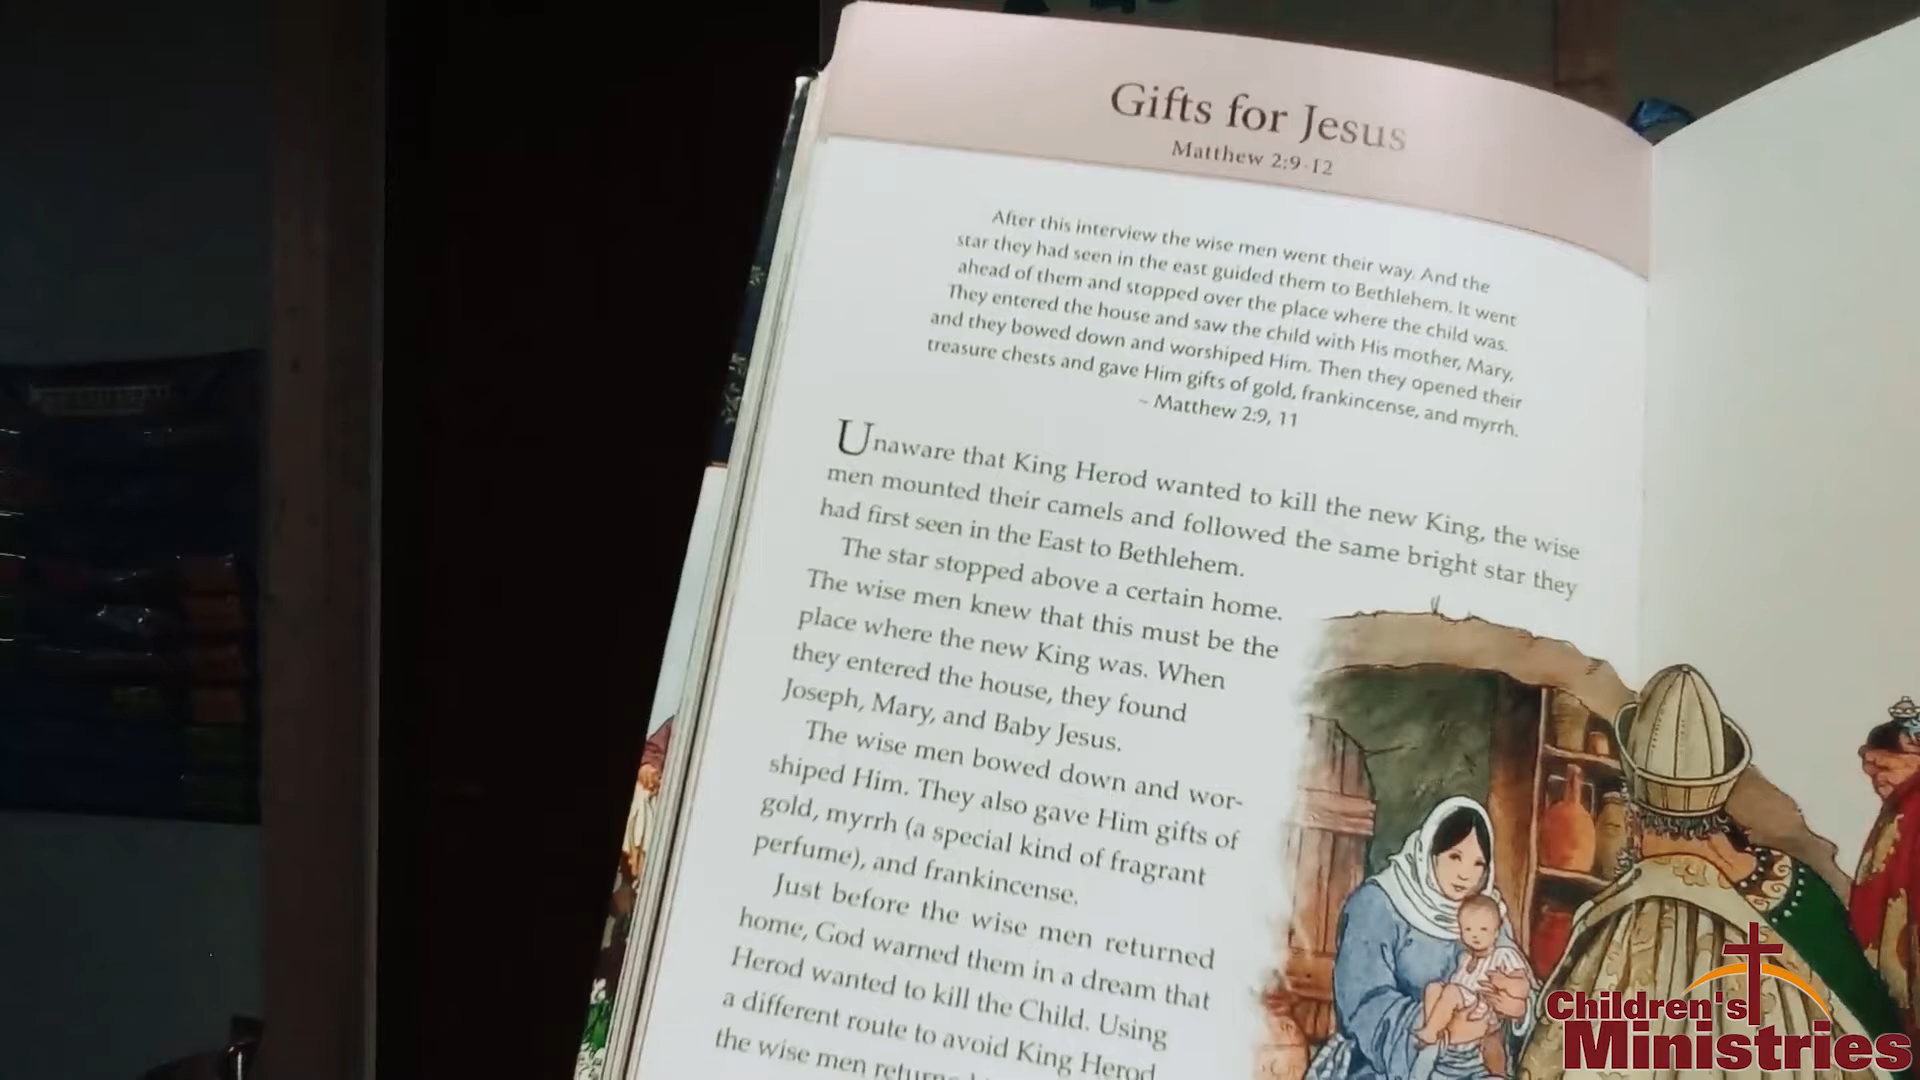 Gifts for Jesus
Matthew 2:9-12
After this interview the wise men went their way. And the
star they had seen in the east guided them to Bethlehem. It went
ahead of them and stopped over the place where the child was.
They entered the house and saw the child with His mother, Mary,
and they bowed down and worshiped Him. Then they opened their
treasure chests and gave Him gifts of gold, frankincense, and myrrh.
~ Matthew 2:9, 11
Unaware that King Herod wanted to kill the new King, the wise
men mounted their camels and followed the same bright star they
had first seen in the East to Bethlehem.
The star stopped above a certain home.
The wise men knew that this must be the
place where the new King was. When
they entered the house, they found
Joseph, Mary, and Baby Jesus.
The wise men bowed down and wor-
shiped Him. They also gave Him gifts of
gold, myrrh (a special kind of fragrant
perfume), and frankincense.
Just before the wise men returned
home, God warned them in a dream that
Herod wanted to kill the Child. Using
a different route to avoid King Herod
the wise men
Children's
Ministries